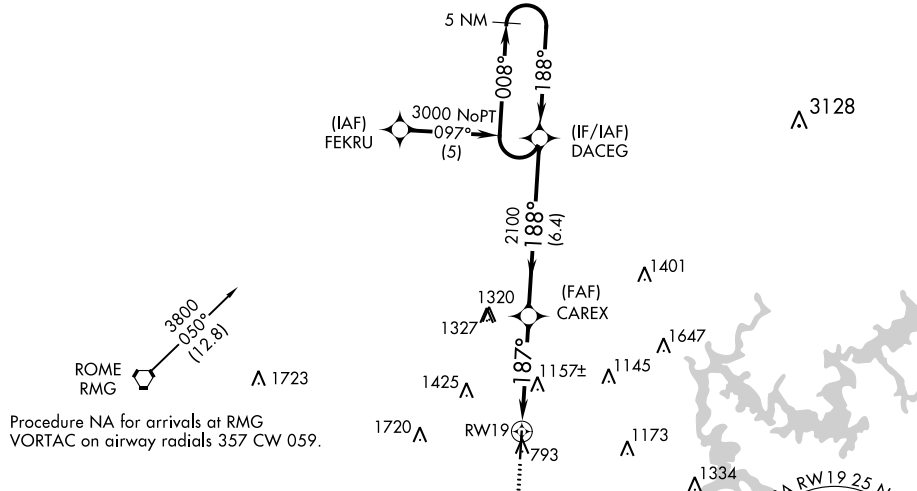 5 NM
008°
188°
3128
3000 NoPT
097°
(5)
(IAF)
FEKRU
(IF/IAF)
DACEG
2100
188°
(6.4)
1401
1320
1327
(FAF)
CAREX
3800
050°
(12.8)
1647
187°
ROME
RMG
1723
1425
1157±
1145
Procedure NA for arrivals at RMG
VORTAC on airway radials 357 CW 059.
1720
RW19
793
1173
1334
RW19 25